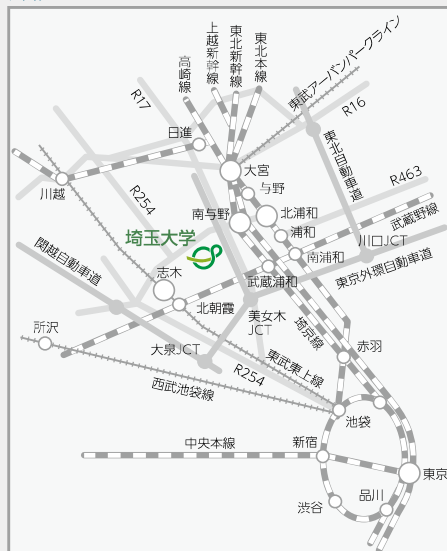 高崎線
上越新幹線
東北新幹線
東北本線
東武アーバンパークライン
R17
R16
日進
東北自動車道
大宮
川越
与野
R463
R254
南与野
北浦和
武蔵野線
埼玉大学
浦和
川口JCT
関越自動車道
南浦和
志木
武蔵浦和
東京外環自動車道
北朝霞
美女木
JCT
埼京線
所沢
大泉JCT
東武東上線
赤羽
R254
西武池袋線
池袋
中央本線
新宿
東京
渋谷
品川